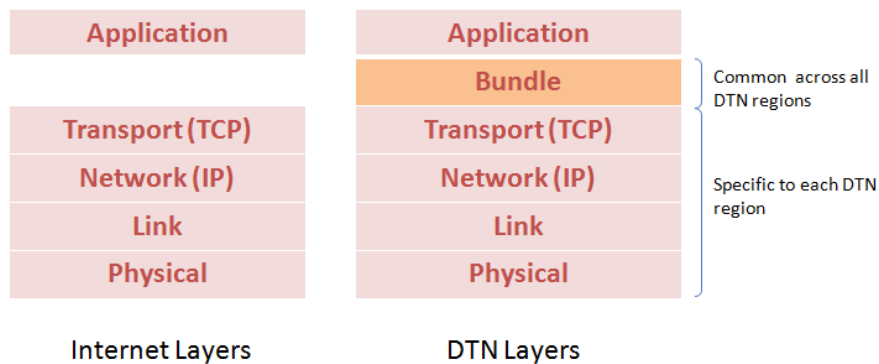 Application
Transport (TCP)
Network (IP)
Link
Physical
Internet Layers
Application
Bundle
Transport (TCP)
Network (IP)
Link
Physical
DTN Layers
Common across all
DTN regions
Specific to each DTN
region